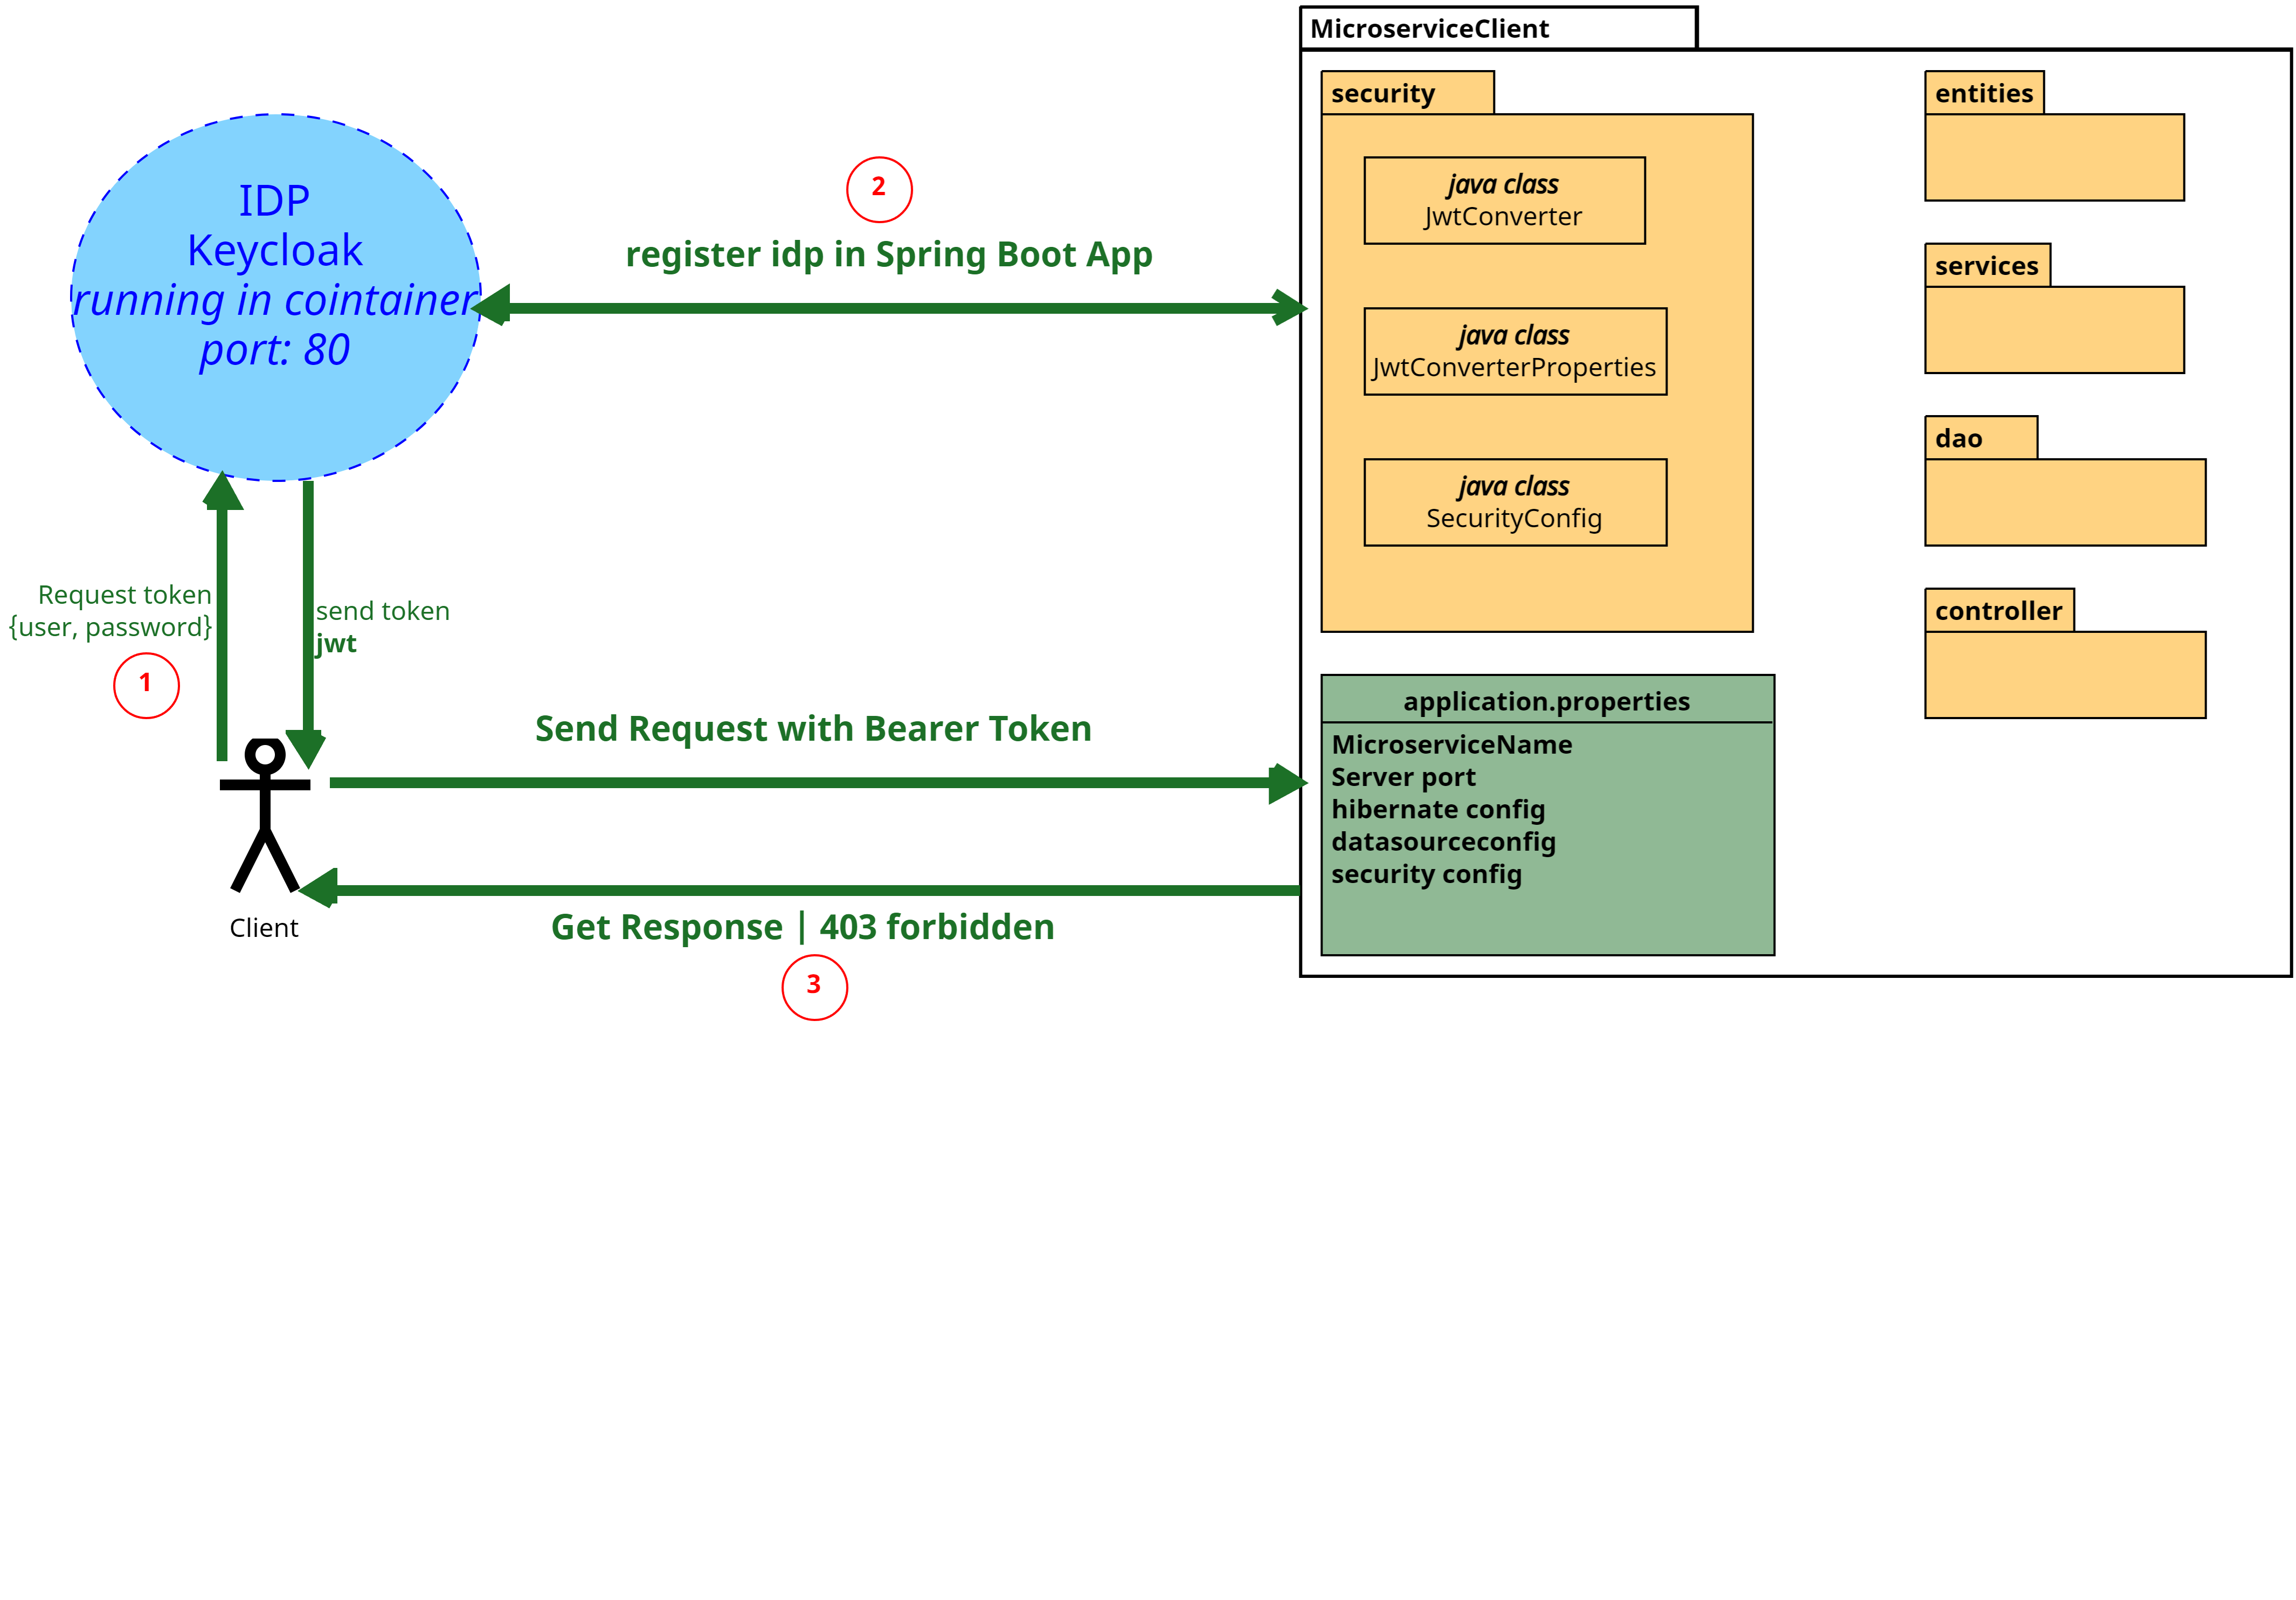 MicroserviceClient
security
entities
IDP
Keycloak
running in cointainer
port: 80
2
register idp in Spring Boot App
java class
JwtConverter
java class
JwtConverterProperties
java class
SecurityConfig
services
dao
controller
Request token
{user, password}
1
send token
jwt
Client
Send Request with Bearer Token
Get Response | 403 forbidden
3
application.properties
MicroserviceName
Server port
hibernate config
datasourceconfig
security config